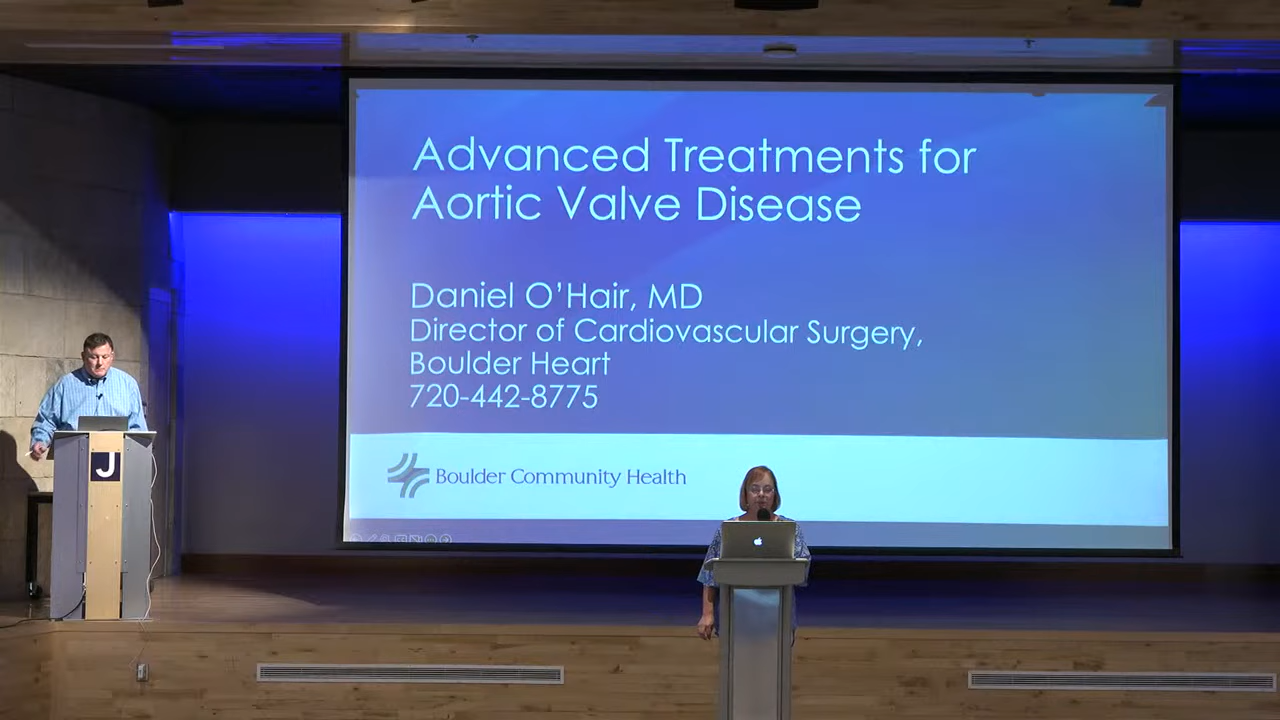 Advanced Treatments for
Aortic Valve Disease
Daniel O'Hair, MD
Director of Cardiovascular Surgery,
Boulder Heart
720-442-8775
Boulder Community Health
J